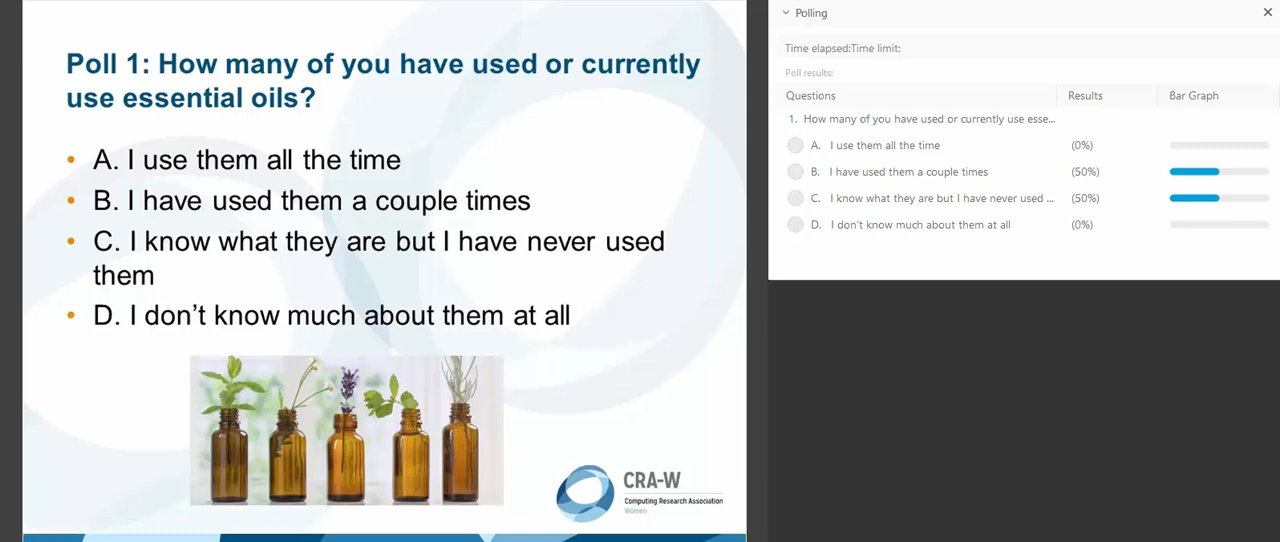 Poll 1: How many of you have used or currently
use essential oils?
• A. I use them all the time
• B. I have used them a couple times
• C. I know what they are but I have never used
them
• D. I don’t know much about them at all
CRA-W
Computing Research Association
Women
Polling
Time elapsed:Time limit:
Poll results:
Questions Results Bar Graph
1. How many of you have used or currently use esse...
A. I use them all the time (0%)
B. I have used them a couple times (50%)
C. I know what they are but I have never used ... (50%)
D. I don't know much about them at all (0%)